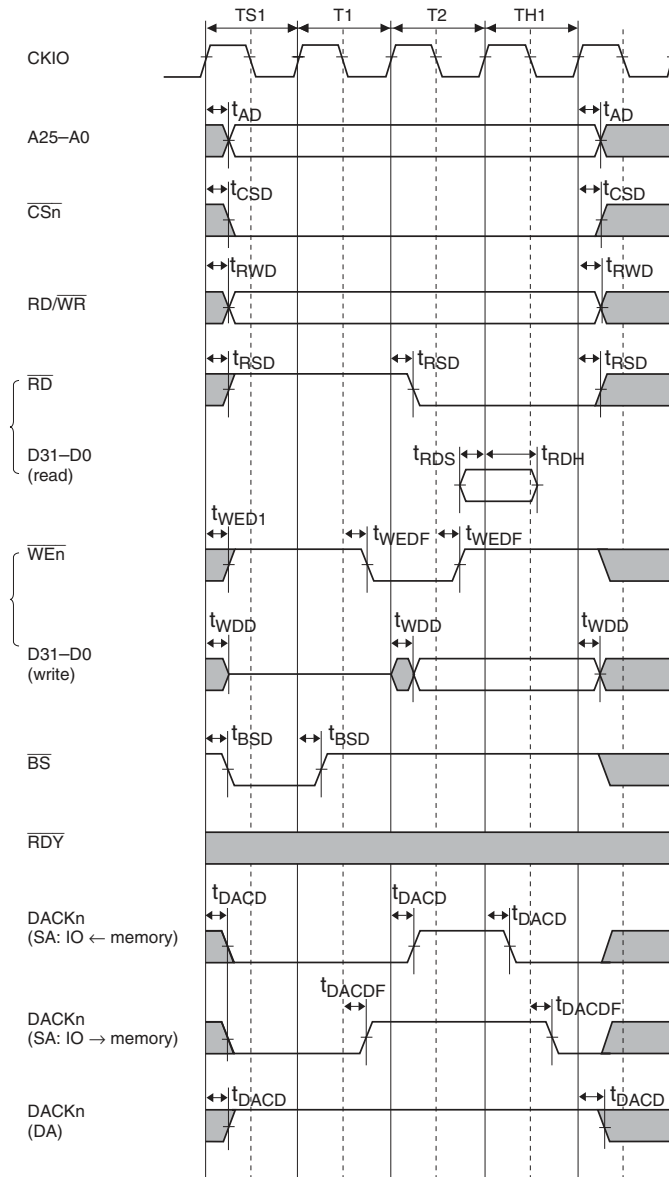 TS1 T1 T2 TH1
CKIO
tAD tAD
A25–A0
tCSD tCSD
CSn
tRWD tRWD
RD/WR
tRSD tRSD tRSD
RD
tRDS tRDH
D31–D0
(read)
tWED1 tWEDF tWEDF
WEn
tWDD tWDD tWDD
D31–D0
(write)
tBSD tBSD
BS
RDY
tDACD tDACD tDACD
DACKn
(SA: IO ← memory)
tDACDF tDACDF
DACKn
(SA: IO → memory)
tDACD tDACD
DACKn
(DA)